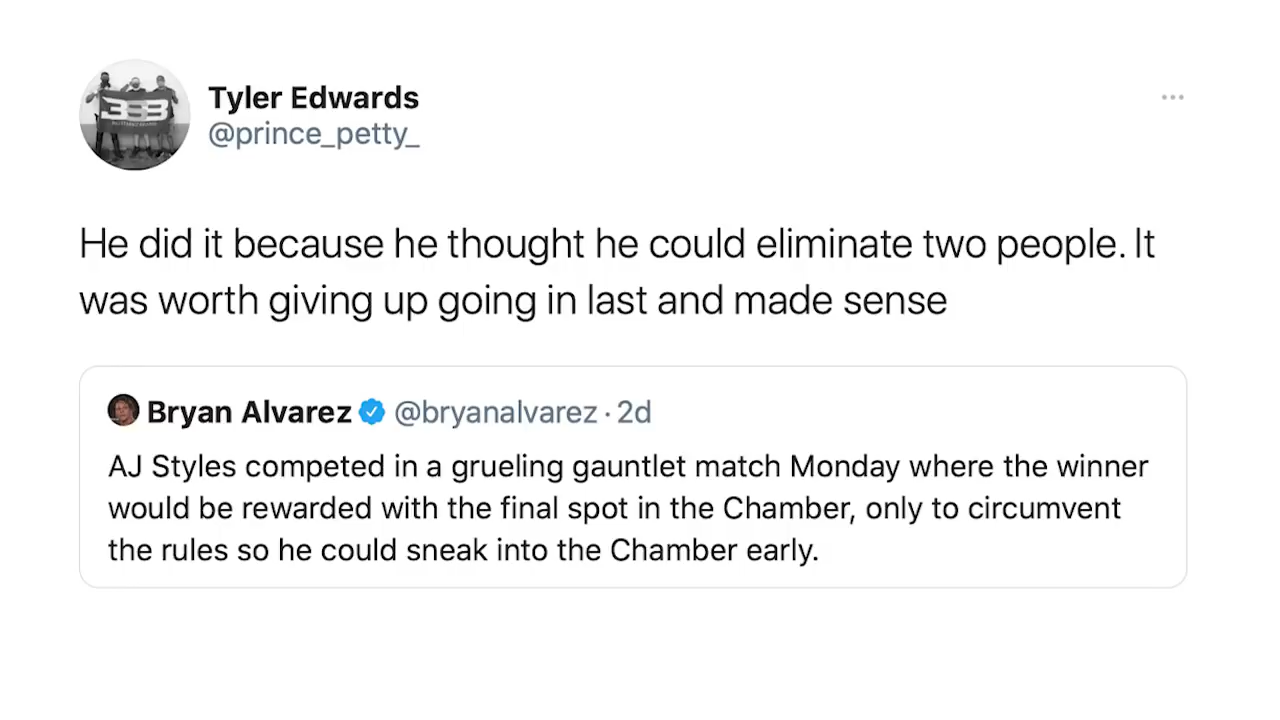 Tyler Edwards
@prince_petty_
He did it because he thought he could eliminate two people. It
was worth giving up going in last and made sense
Bryan Alvarez @bryanalvarez · 2d
AJ Styles competed in a grueling gauntlet match Monday where the winner
would be rewarded with the final spot in the Chamber, only to circumvent
the rules so he could sneak into the Chamber early.